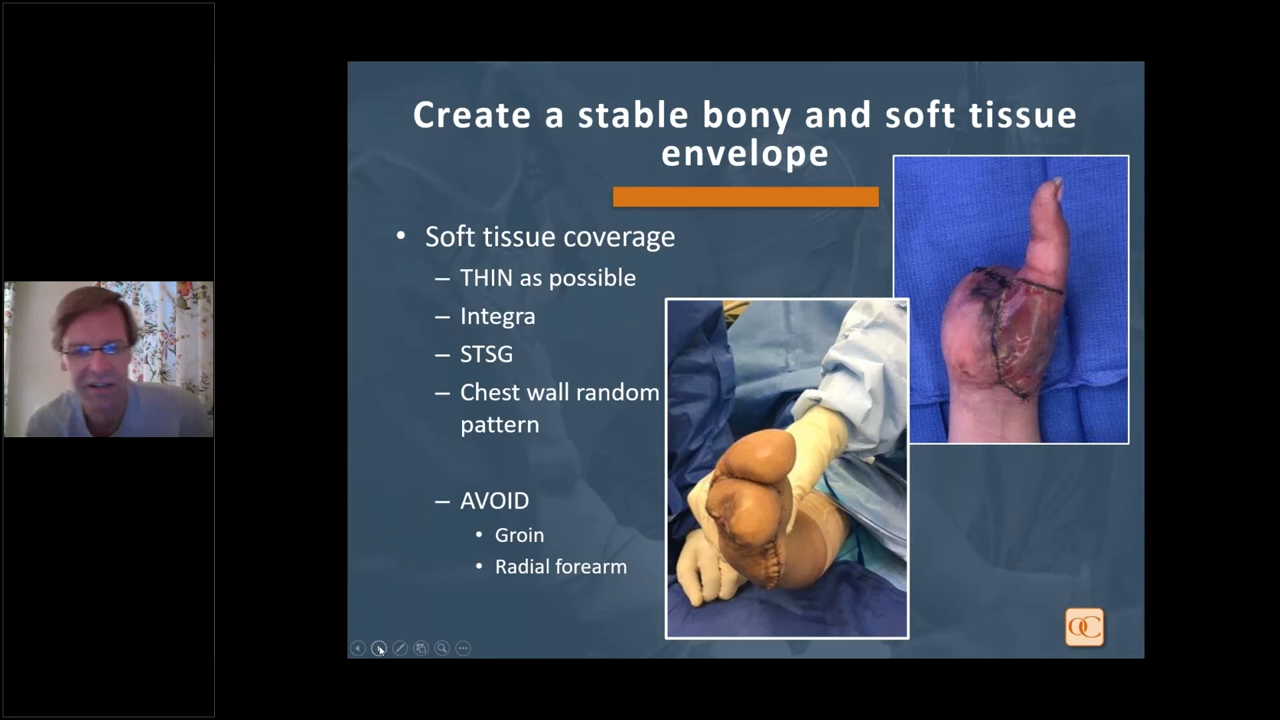 Create a stable bony and soft tissue
envelope
• Soft tissue coverage
– THIN as possible
– Integra
– STSG
– Chest wall random
pattern
– AVOID
• Groin
• Radial forearm
OC